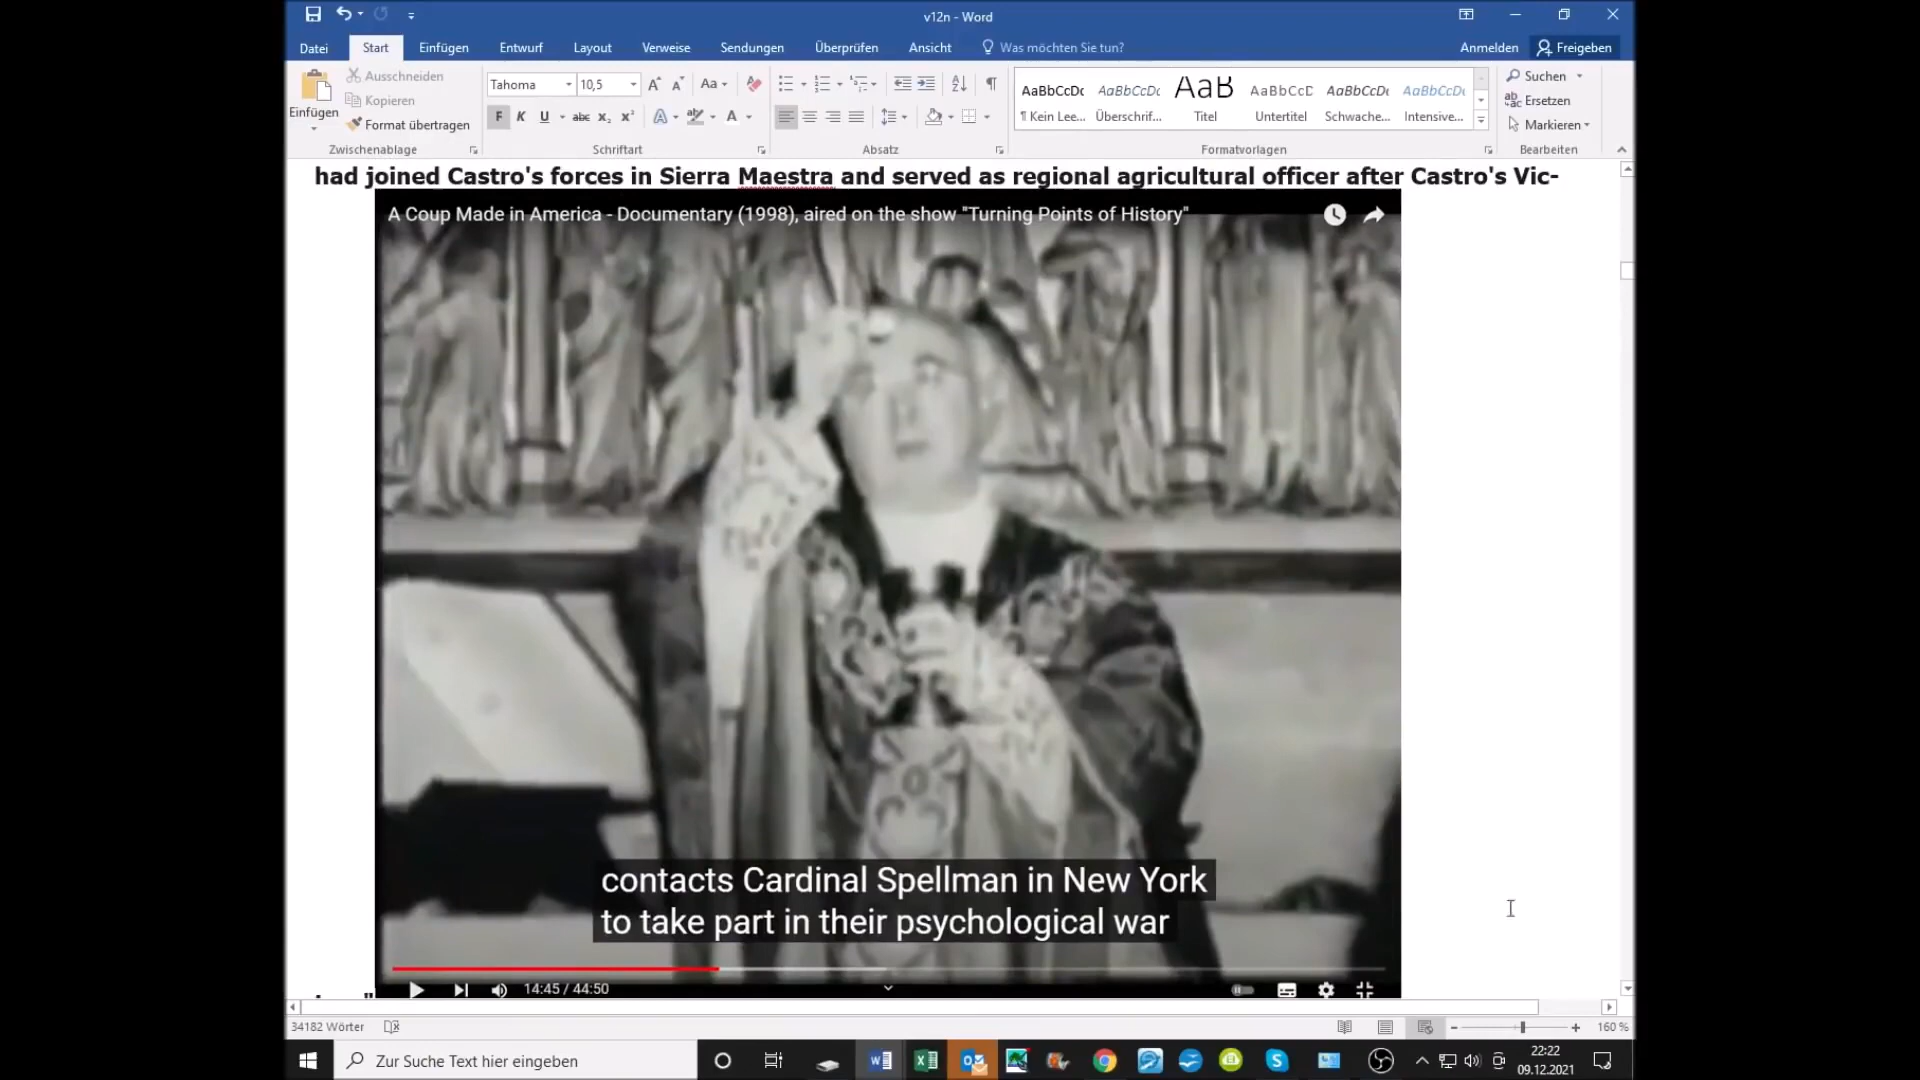 v12n - Word
Datei Start Einfügen Entwurf Layout Verweise Sendungen Überprüfen Ansicht Was möchten Sie tun? Anmelden Freigeben
Einfügen
Ausschneiden
Kopieren
Format übertragen
Zwischenablage
Tahoma 10,5
Aa
F K U abc x₂ x²
A A
Schriftart
Absatz
AaBbCcDc AaBbCcDc AaB AaBbCcD AaBbCcDc AaBbCcDc
¶ Kein Lee... Überschrif... Titel Untertitel Schwache... Intensive...
Formatvorlagen
Suchen
Ersetzen
Markieren
Bearbeiten
had joined Castro's forces in Sierra Maestra and served as regional agricultural officer after Castro's Vic-
A Coup Made in America - Documentary (1998), aired on the show "Turning Points of History"
contacts Cardinal Spellman in New York
to take part in their psychological war
14:45 / 44:50
34182 Wörter
160 %
Zur Suche Text hier eingeben
22:22
09.12.2021